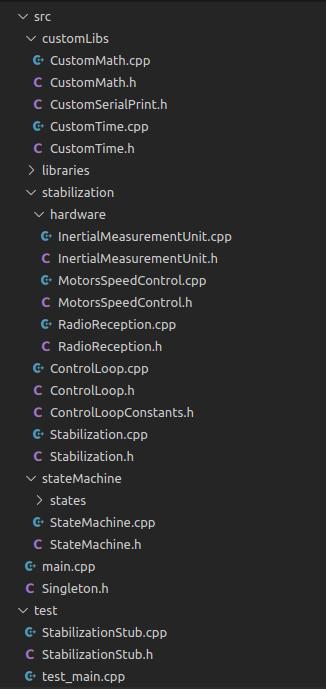 src
customLibs
CustomMath.cpp
CustomMath.h
CustomSerialPrint.h
CustomTime.cpp
CustomTime.h
libraries
stabilization
hardware
InertialMeasurementUnit.cpp
InertialMeasurementUnit.h
MotorsSpeedControl.cpp
MotorsSpeedControl.h
RadioReception.cpp
RadioReception.h
ControlLoop.cpp
ControlLoop.h
ControlLoopConstants.h
Stabilization.cpp
Stabilization.h
stateMachine
states
StateMachine.cpp
StateMachine.h
main.cpp
Singleton.h
test
StabilizationStub.cpp
StabilizationStub.h
test_main.cpp